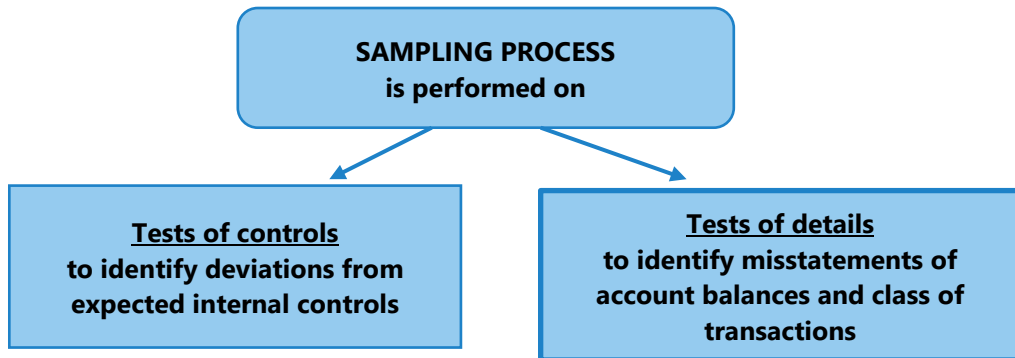 SAMPLING PROCESS
is performed on
Tests of controls
to identify deviations from
expected internal controls
Tests of details
to identify misstatements of
account balances and class of
transactions